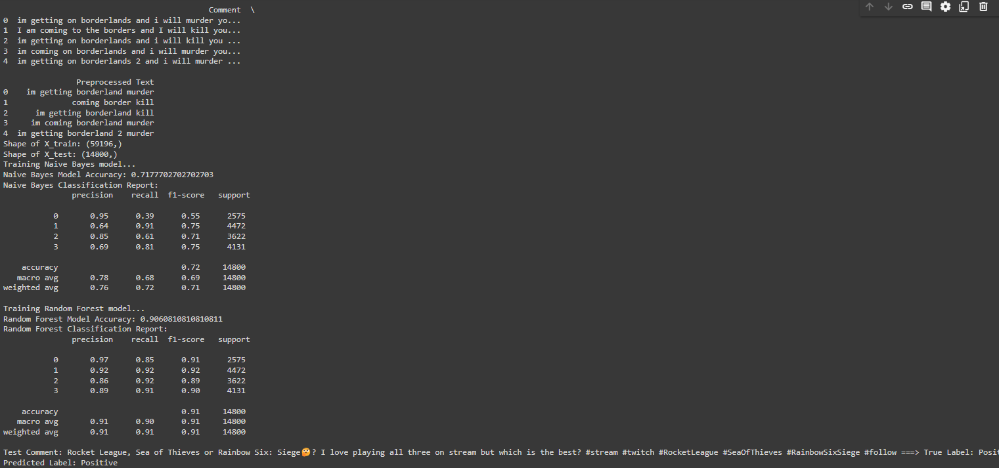 Comment \
0 im getting on borderlands and i will murder yo...
1 I am coming to the borders and I will kill you...
2 im getting on borderlands and i will kill you ...
3 im coming on borderlands and i will murder you...
4 im getting on borderlands 2 and i will murder ...
Preprocessed Text
0 im getting borderland murder
1 coming border kill
2 im getting borderland kill
3 im coming borderland murder
4 im getting borderland 2 murder
Shape of X_train: (59196,)
Shape of X_test: (14800,)
Training Naive Bayes model...
Naive Bayes Model Accuracy: 0.7177702702702703
Naive Bayes Classification Report:
precision recall f1-score support
0 0.95 0.39 0.55 2575
1 0.64 0.91 0.75 4472
2 0.85 0.61 0.71 3622
3 0.69 0.81 0.75 4131
accuracy 0.72 14800
macro avg 0.78 0.68 0.69 14800
weighted avg 0.76 0.72 0.71 14800
Training Random Forest model...
Random Forest Model Accuracy: 0.9060810810810811
Random Forest Classification Report:
precision recall f1-score support
0 0.97 0.85 0.91 2575
1 0.92 0.92 0.92 4472
2 0.86 0.92 0.89 3622
3 0.89 0.91 0.90 4131
accuracy 0.91 14800
macro avg 0.91 0.90 0.91 14800
weighted avg 0.91 0.91 0.91 14800
Test Comment: Rocket League, Sea of Thieves or Rainbow Six: Siege🤔? I love playing all three on stream but which is the best? #stream #twitch #RocketLeague #SeaOfThieves #RainbowSixSiege #follow ===> True Label: Posit
Predicted Label: Positive